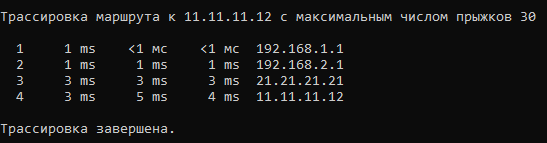 Трассировка маршрута к 11.11.11.12 с максимальным числом прыжков 30
1 1 ms <1 мс <1 мс 192.168.1.1
2 1 ms 1 ms 1 ms 192.168.2.1
3 3 ms 3 ms 3 ms 21.21.21.21
4 3 ms 5 ms 4 ms 11.11.11.12
Трассировка завершена.